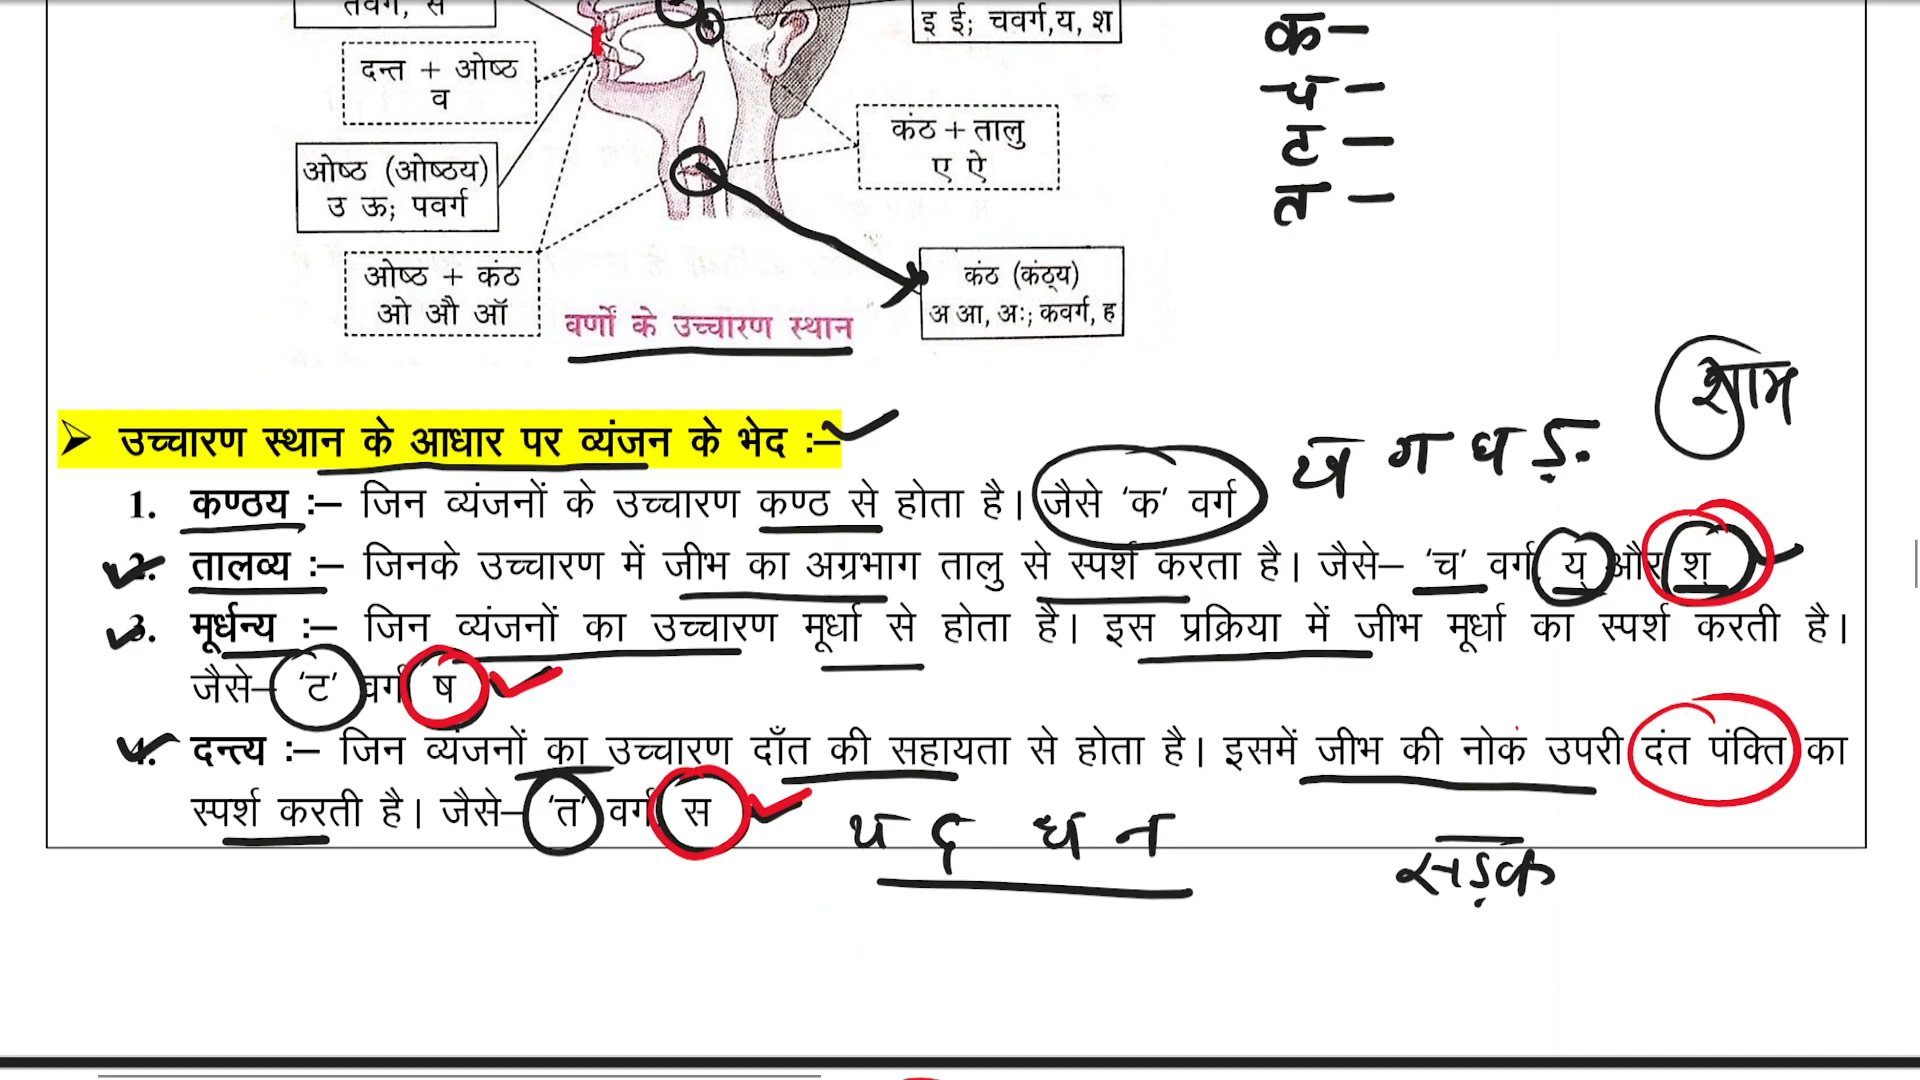 तवर्ग, स
इ ई; चवर्ग, य, श
क –
दन्त + ओष्ठ
व
च –
कंठ + तालु
ए ऐ
ट –
ओष्ठ (ओष्ठय)
उ ऊ; पवर्ग
त –
ओष्ठ + कंठ
ओ औ ऑ
कंठ (कंठ्य)
अ आ, अः; कवर्ग, ह
वर्णों के उच्चारण स्थान
शाम
➢ उच्चारण स्थान के आधार पर व्यंजन के भेद :–
ख ग घ ङ
1. कण्ठय :– जिन व्यंजनों के उच्चारण कण्ठ से होता है। जैसे 'क' वर्ग
2. तालव्य :– जिनके उच्चारण में जीभ का अग्रभाग तालु से स्पर्श करता है। जैसे– 'च' वर्ग य और श
3. मूर्धन्य :– जिन व्यंजनों का उच्चारण मूर्धा से होता है। इस प्रक्रिया में जीभ मूर्धा का स्पर्श करती है।
जैसे– 'ट' वर्ग ष
4. दन्त्य :– जिन व्यंजनों का उच्चारण दाँत की सहायता से होता है। इसमें जीभ की नोक उपरी दंत पंक्ति का
स्पर्श करती है। जैसे– 'त' वर्ग स
थ द ध न
सड़क